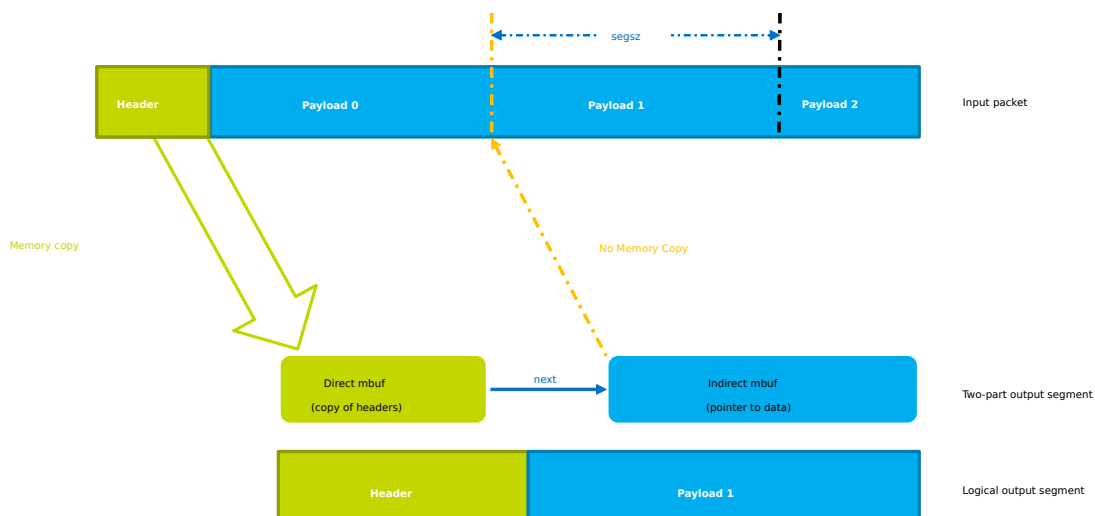 segsz
Header
Payload 0
Payload 1
Payload 2
Input packet
Memory copy
No Memory Copy
Direct mbuf
(copy of headers)
next
Indirect mbuf
(pointer to data)
Two-part output segment
Header
Payload 1
Logical output segment